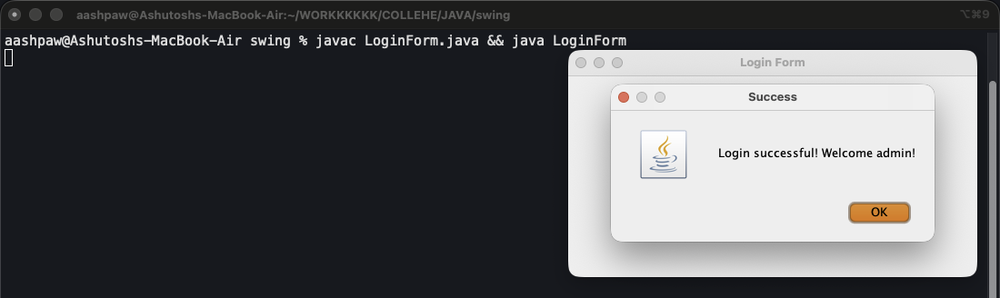 aashpaw@Ashutoshs-MacBook-Air:~/WORKKKKKK/COLLEHE/JAVA/swing
⌥⌘9
aashpaw@Ashutoshs-MacBook-Air swing % javac LoginForm.java && java LoginForm
Login Form
Success
Login successful! Welcome admin!
OK